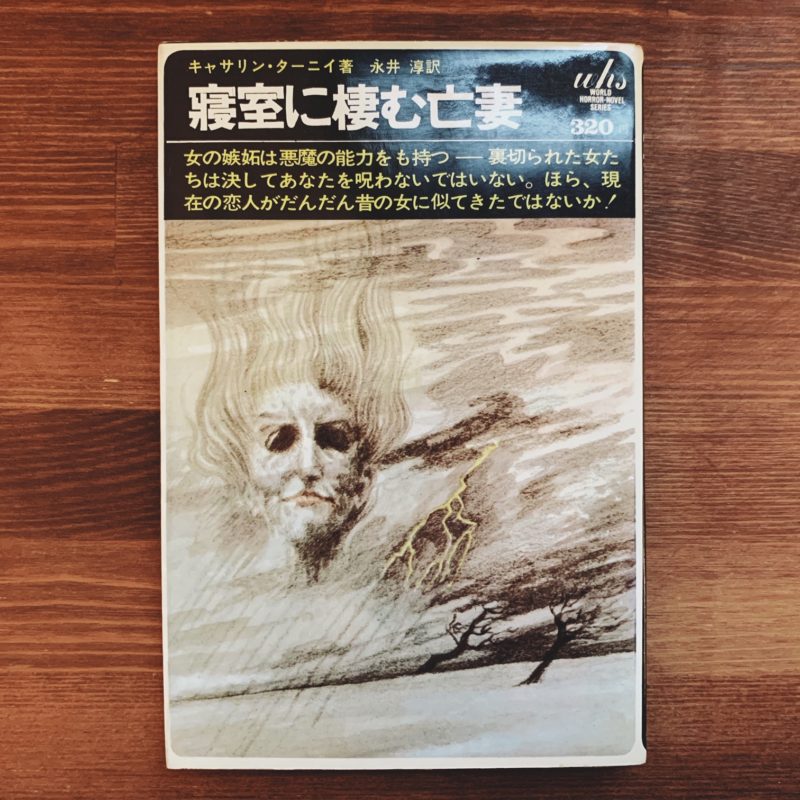 キャサリン・ターニイ著　永井 淳訳
寝室に棲む亡妻
whs
WORLD
HORROR-NOVEL
SERIES
320円
女の嫉妬は悪魔の能力をも持つ ── 裏切られた女た
ちは決してあなたを呪わないではいない。ほら、現
在の恋人がだんだん昔の女に似てきたではないか！